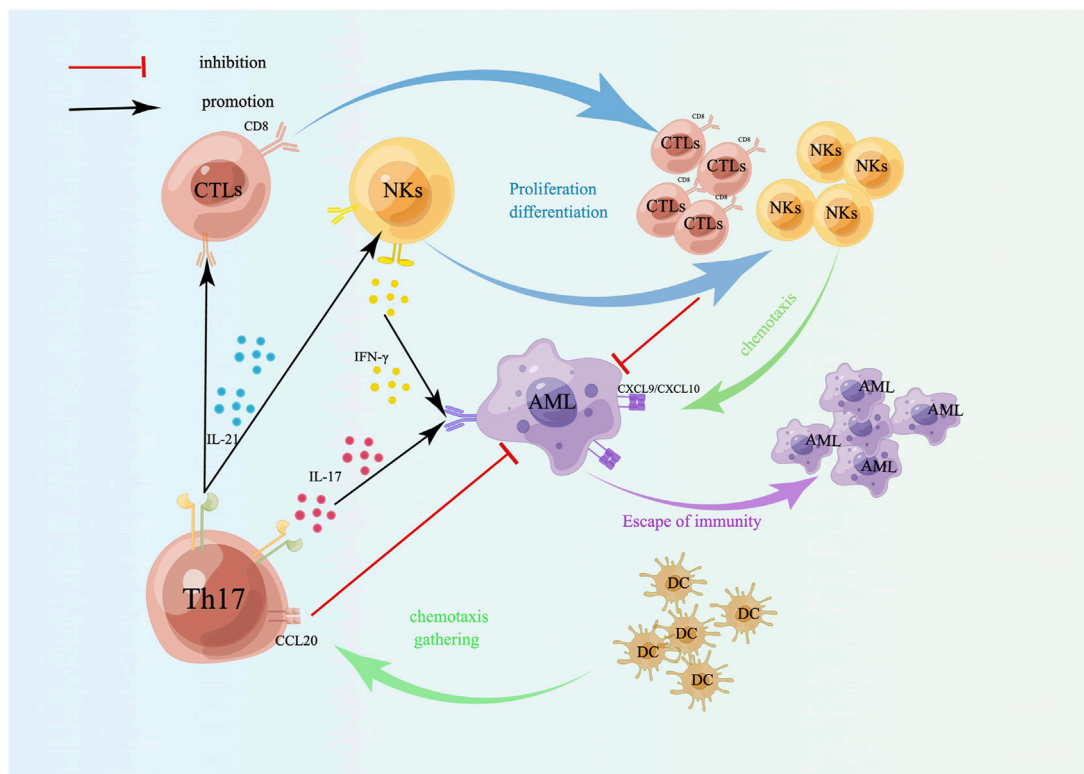 inhibition
promotion
CD8
CTLs
NKs
Proliferation
differentiation
CD8
CTLs
CD8
CTLs
CD8
CTLs
CD8
CTLs
NKs
NKs
NKs
NKs
chemotaxis
IFN-γ
IL-21
IL-17
AML
CXCL9/CXCL10
AML
AML
AML
AML
Escape of immunity
Th17
CCL20
chemotaxis
gathering
DC
DC
DC
DC
DC